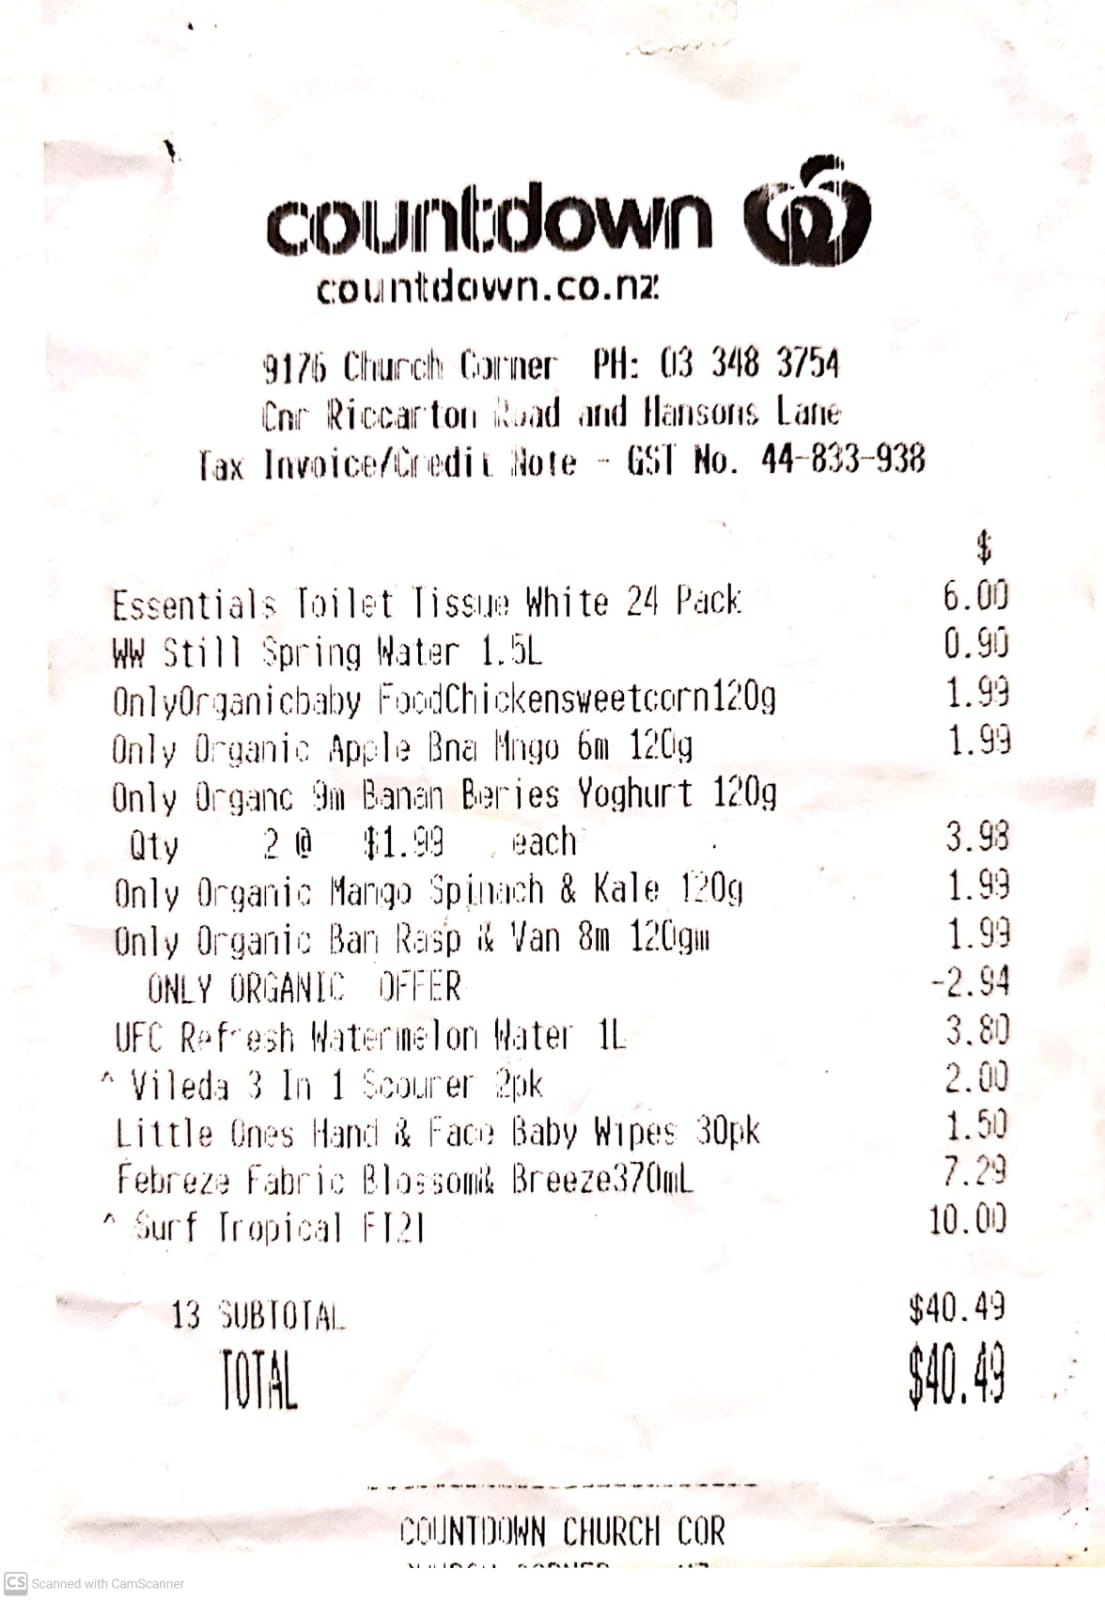 countdown
countdown.co.nz
9176 Church Corner PH: 03 348 3754
Cnr Riccarton Road and Hansons Lane
Tax Invoice/Credit Note - GST No. 44-833-938
$
Essentials Toilet Tissue White 24 Pack 6.00
WW Still Spring Water 1.5L 0.90
OnlyOrganicbaby FoodChickensweetcorn120g 1.99
Only Organic Apple Bna Mngo 6m 120g 1.99
Only Organc 9m Banan Beries Yoghurt 120g
Qty 2 @ $1.99 each 3.98
Only Organic Mango Spinach & Kale 120g 1.99
Only Organic Ban Rasp & Van 8m 120gm 1.99
ONLY ORGANIC OFFER -2.94
UFC Refresh Watermelon Water 1L 3.80
^ Vileda 3 In 1 Scourer 2pk 2.00
Little Ones Hand & Face Baby Wipes 30pk 1.50
Febreze Fabric Blossom& Breeze370mL 7.29
^ Surf Tropical 10.00
13 SUBTOTAL $40.49
TOTAL $40.49
COUNTDOWN CHURCH COR
CS Scanned with CamScanner